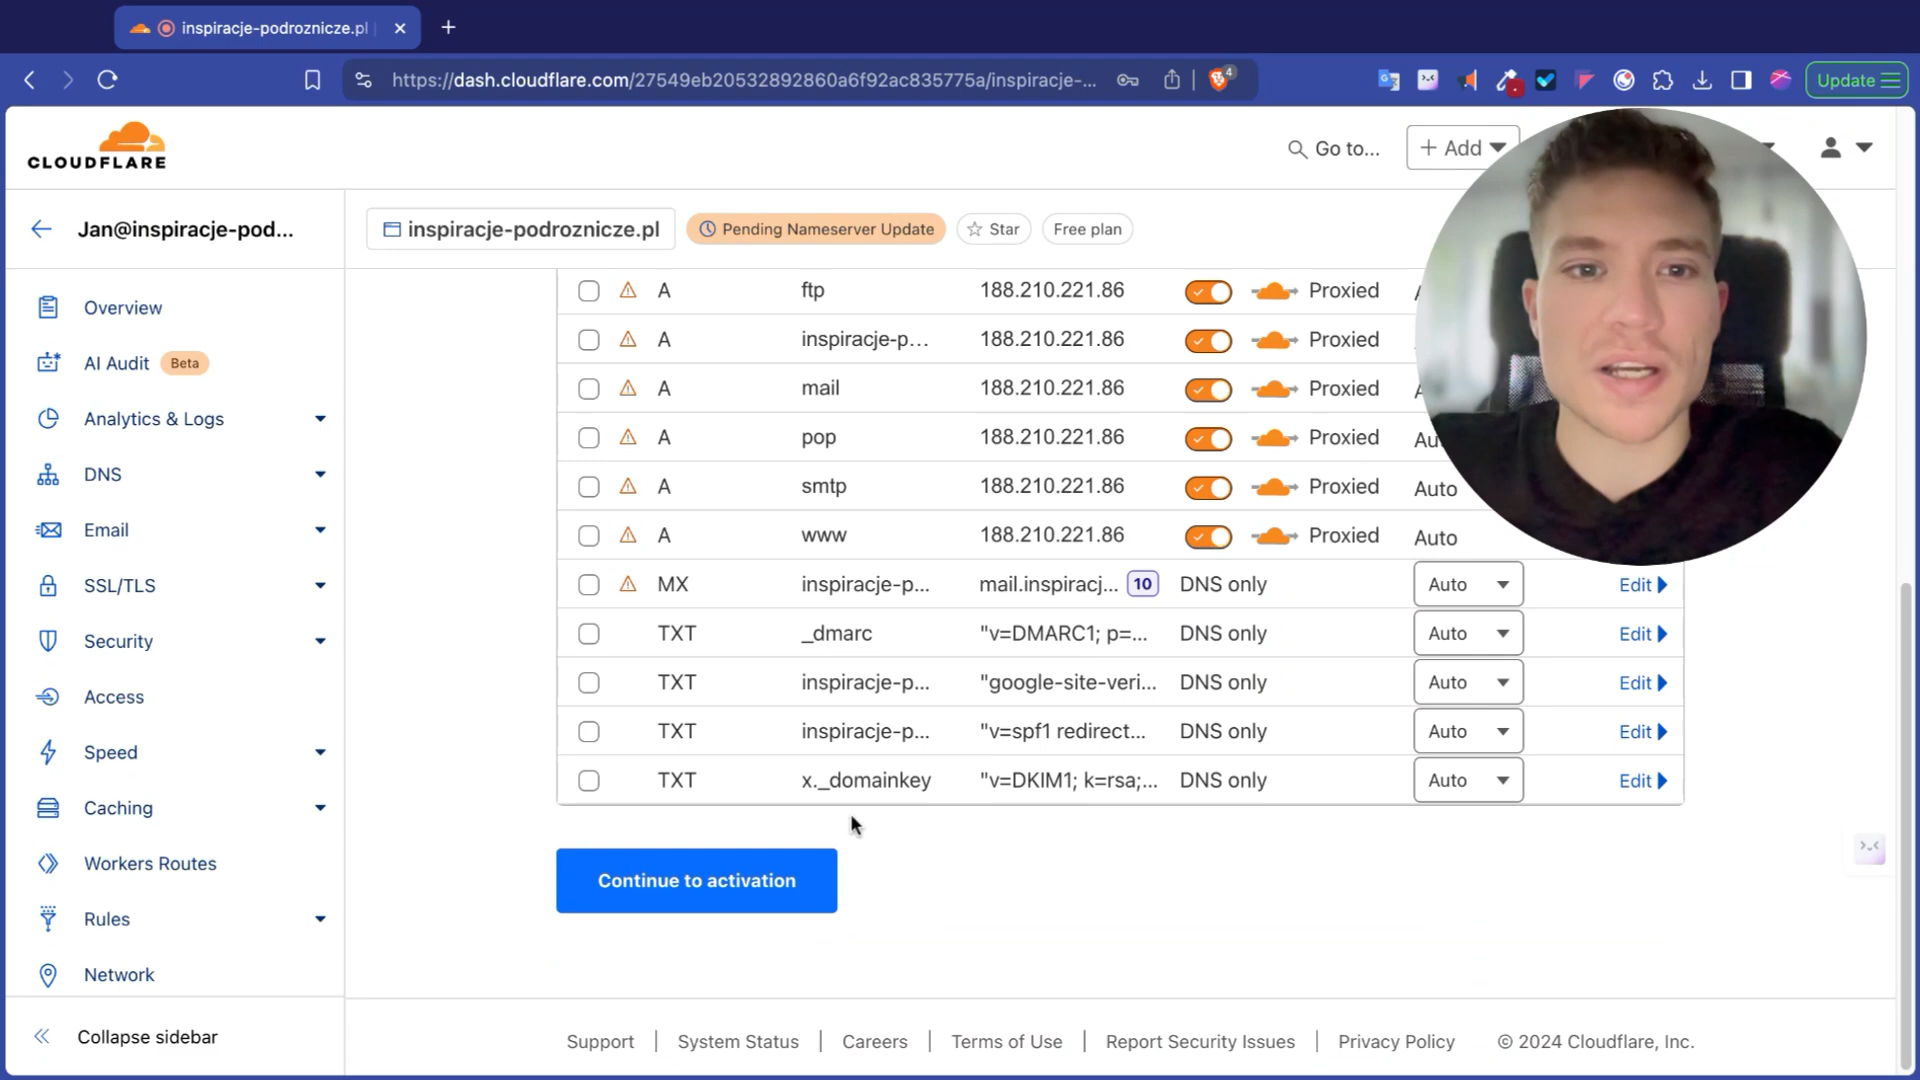 inspiracje-podroznicze.pl
https://dash.cloudflare.com/27549eb20532892860a6f92ac835775a/inspiracje-...
4
Update
CLOUDFLARE
Go to...
+ Add
Jan@inspiracje-pod...
inspiracje-podroznicze.pl
Pending Nameserver Update
Star
Free plan
Overview
AI Audit Beta
Analytics & Logs
DNS
Email
SSL/TLS
Security
Access
Speed
Caching
Workers Routes
Rules
Network
Collapse sidebar
A ftp 188.210.221.86 Proxied
A inspiracje-p... 188.210.221.86 Proxied
A mail 188.210.221.86 Proxied
A pop 188.210.221.86 Proxied
A smtp 188.210.221.86 Proxied Auto
A www 188.210.221.86 Proxied Auto
MX inspiracje-p... mail.inspiracj... 10 DNS only Auto Edit
TXT _dmarc "v=DMARC1; p=... DNS only Auto Edit
TXT inspiracje-p... "google-site-veri... DNS only Auto Edit
TXT inspiracje-p... "v=spf1 redirect... DNS only Auto Edit
TXT x._domainkey "v=DKIM1; k=rsa;... DNS only Auto Edit
Continue to activation
Support | System Status | Careers | Terms of Use | Report Security Issues | Privacy Policy © 2024 Cloudflare, Inc.